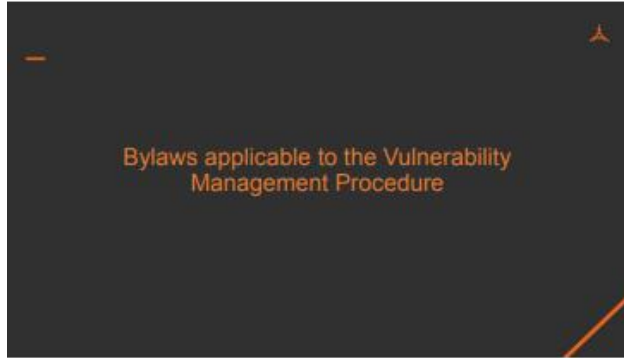 Bylaws applicable to the Vulnerability
Management Procedure